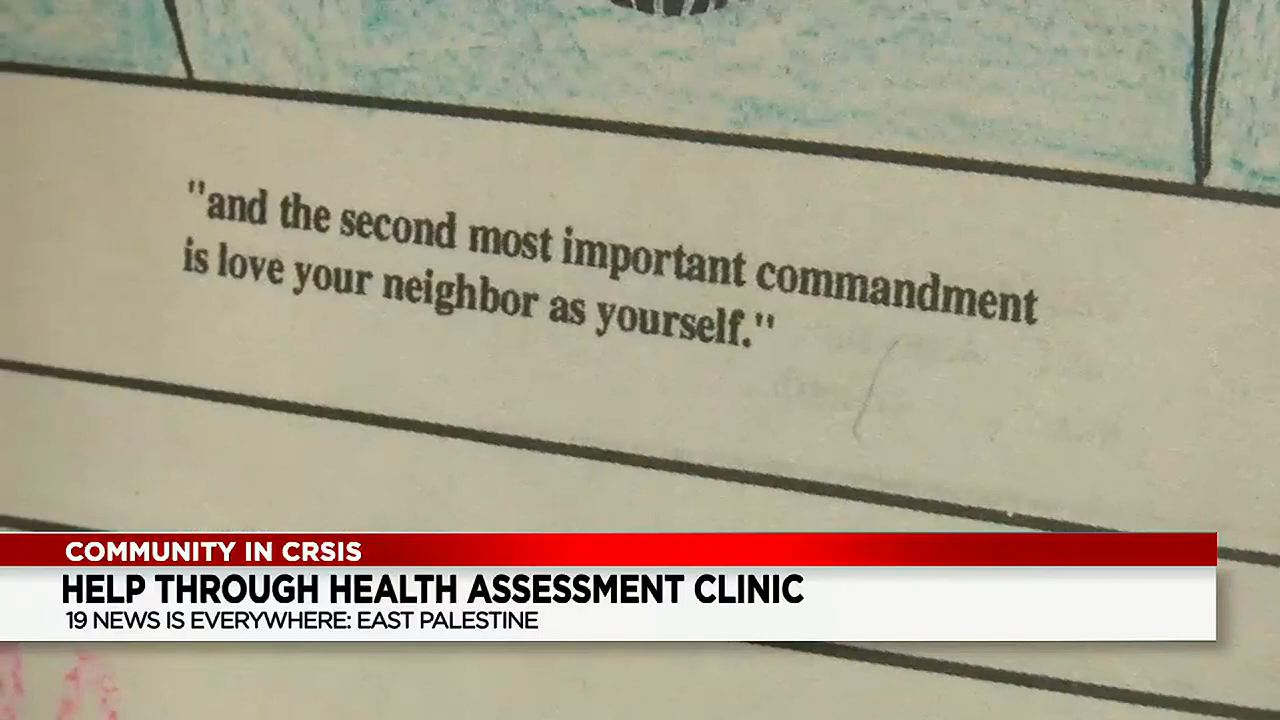 "and the second most important commandment
is love your neighbor as yourself."
COMMUNITY IN CRSIS
HELP THROUGH HEALTH ASSESSMENT CLINIC
19 NEWS IS EVERYWHERE: EAST PALESTINE